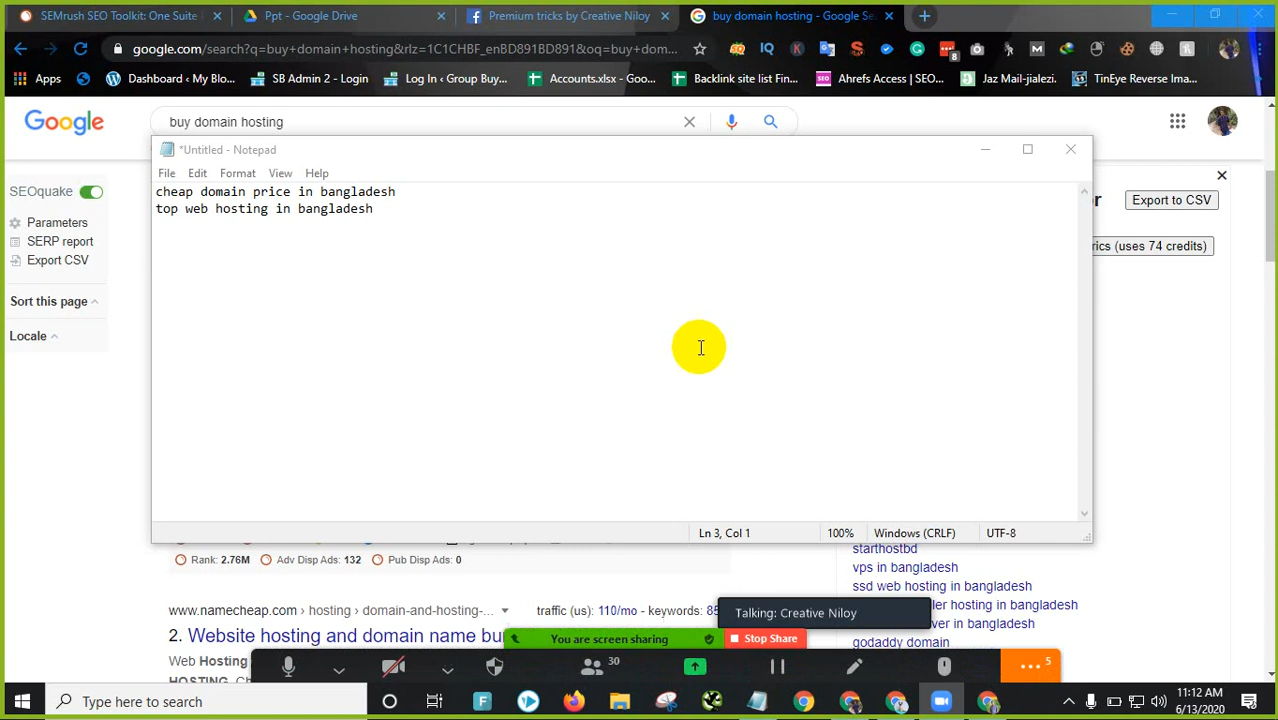 SEMrush SEO Toolkit: One Suite
Ppt - Google Drive
Premium tricks by Creative Niloy
buy domain hosting - Google Se
google.com/search?q=buy+domain+hosting&rlz=1C1CHBF_enBD891BD891&oq=buy+dom...
8
Apps
Dashboard ‹ My Blo...
SB Admin 2 - Login
Log In ‹ Group Buy...
Accounts.xlsx - Goo...
Backlink site list Fin...
Ahrefs Access | SEO...
Jaz Mail-jialezi.
TinEye Reverse Ima...
Google
buy domain hosting
*Untitled - Notepad
File Edit Format View Help
cheap domain price in bangladesh
top web hosting in bangladesh
SEOquake
Parameters
SERP report
Export CSV
Sort this page
Locale
Export to CSV
rics (uses 74 credits)
Ln 3, Col 1
100%
Windows (CRLF)
UTF-8
Rank: 2.76M
Adv Disp Ads: 132
Pub Disp Ads: 0
starthostbd
vps in bangladesh
ssd web hosting in bangladesh
ler hosting in bangladesh
er in bangladesh
godaddy domain
www.namecheap.com › hosting › domain-and-hosting-...
traffic (us): 110/mo - keywords: 85
2. Website hosting and domain name bu
Web Hosting
Talking: Creative Niloy
You are screen sharing
Stop Share
30
5
Type here to search
11:12 AM
6/13/2020